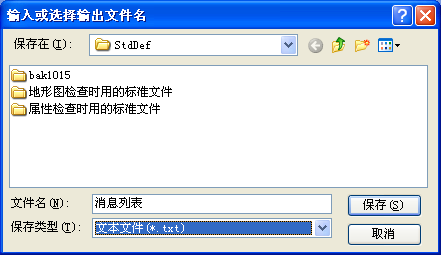 输入或选择输出文件名
保存在(I): StdDef
bak1015
地形图检查时用的标准文件
属性检查时用的标准文件
文件名(N): 消息列表 保存(S)
保存类型(T): 文本文件(*.txt) 取消